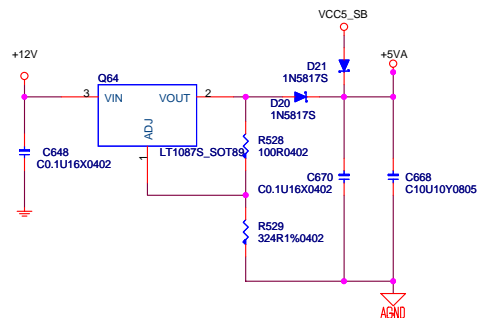 VCC5_SB
+12V
+5VA
D21
1N5817S
Q64
3
VIN
VOUT
2
D20
1N5817S
ADJ
1
LT1087S_SOT89
R528
100R0402
C648
C0.1U16X0402
C670
C0.1U16X0402
C668
C10U10Y0805
R529
324R1%0402
AGND